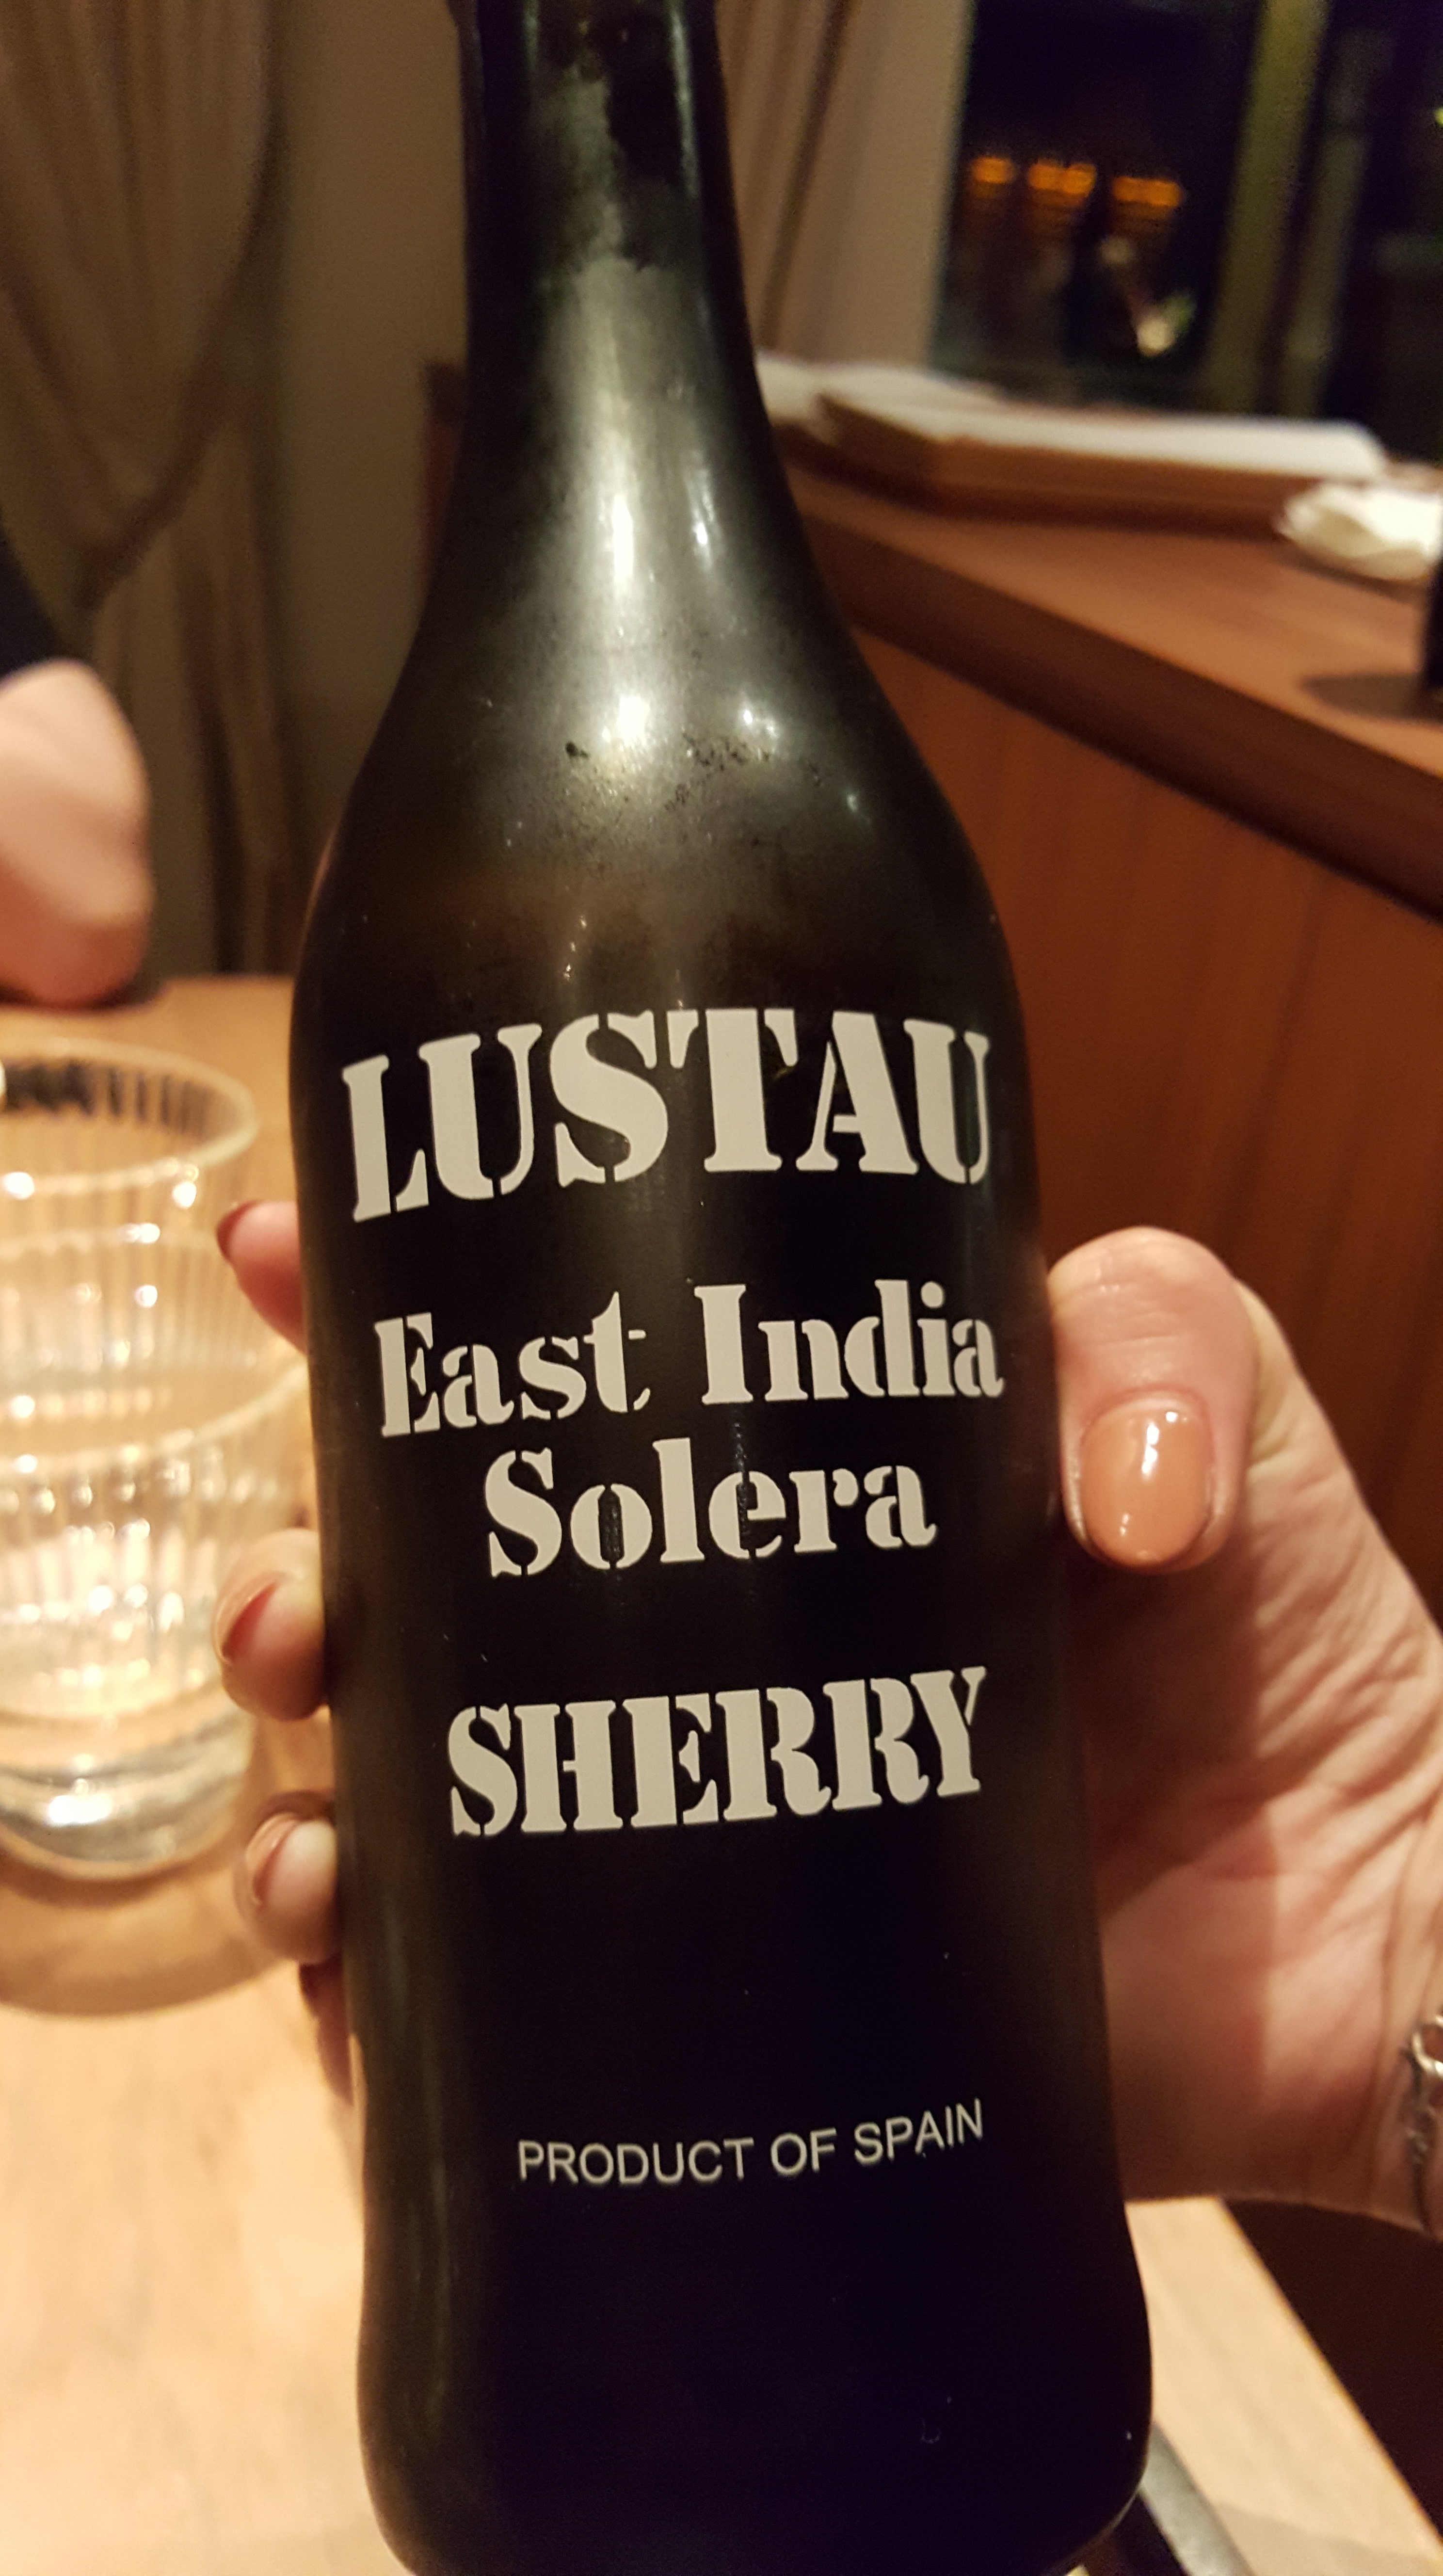 LUSTAU
East India
Solera
SHERRY
PRODUCT OF SPAIN